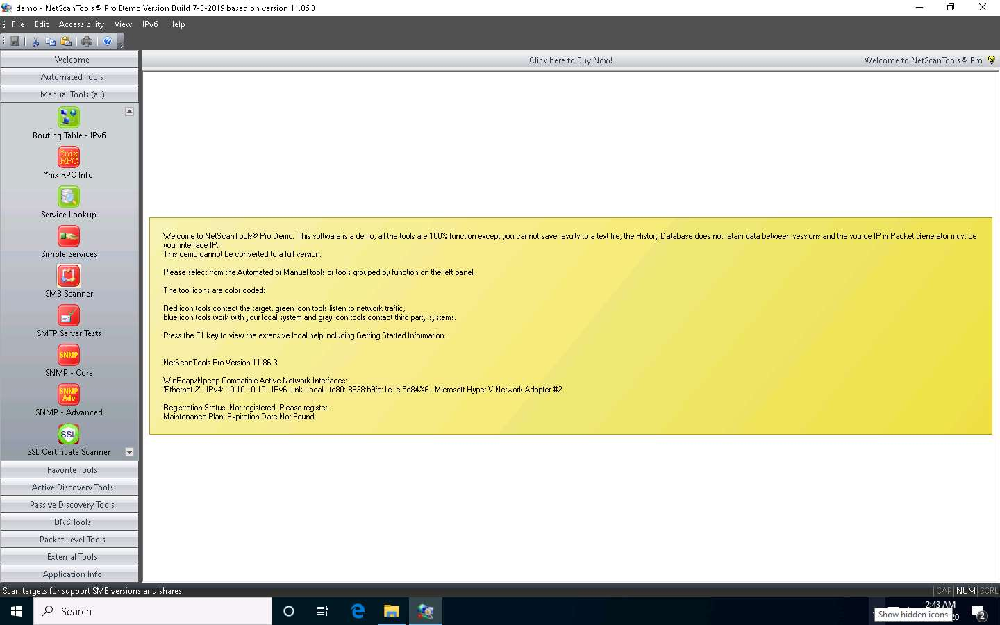 demo - NetScanTools® Pro Demo Version Build 7-3-2019 based on version 11.86.3
File Edit Accessibility View IPv6 Help
Welcome
Click here to Buy Now!
Welcome to NetScanTools® Pro
Automated Tools
Manual Tools (all)
Routing Table - IPv6
*nix RPC
*nix RPC Info
Service Lookup
Simple Services
SMB Scanner
SMTP Server Tests
SNMP
SNMP - Core
SNMP Adv
SNMP - Advanced
SSL
SSL Certificate Scanner
Favorite Tools
Active Discovery Tools
Passive Discovery Tools
DNS Tools
Packet Level Tools
External Tools
Application Info
Welcome to NetScanTools® Pro Demo. This software is a demo, all the tools are 100% function except you cannot save results to a text file, the History Database does not retain data between sessions and the source IP in Packet Generator must be
your interface IP.
This demo cannot be converted to a full version.
Please select from the Automated or Manual tools or tools grouped by function on the left panel.
The tool icons are color coded:
Red icon tools contact the target, green icon tools listen to network traffic,
blue icon tools work with your local system and gray icon tools contact third party systems.
Press the F1 key to view the extensive local help including Getting Started Information.
NetScanTools Pro Version 11.86.3
WinPcap/Npcap Compatible Active Network Interfaces:
'Ethernet 2' - IPv4: 10.10.10.10 - IPv6 Link Local - fe80::8938:b9fe:1e1e:5d84%6 - Microsoft Hyper-V Network Adapter #2
Registration Status: Not registered. Please register.
Maintenance Plan: Expiration Date Not Found.
Scan targets for support SMB versions and shares
CAP NUM SCRL
Search
2:43 AM
Show hidden icons
20
2